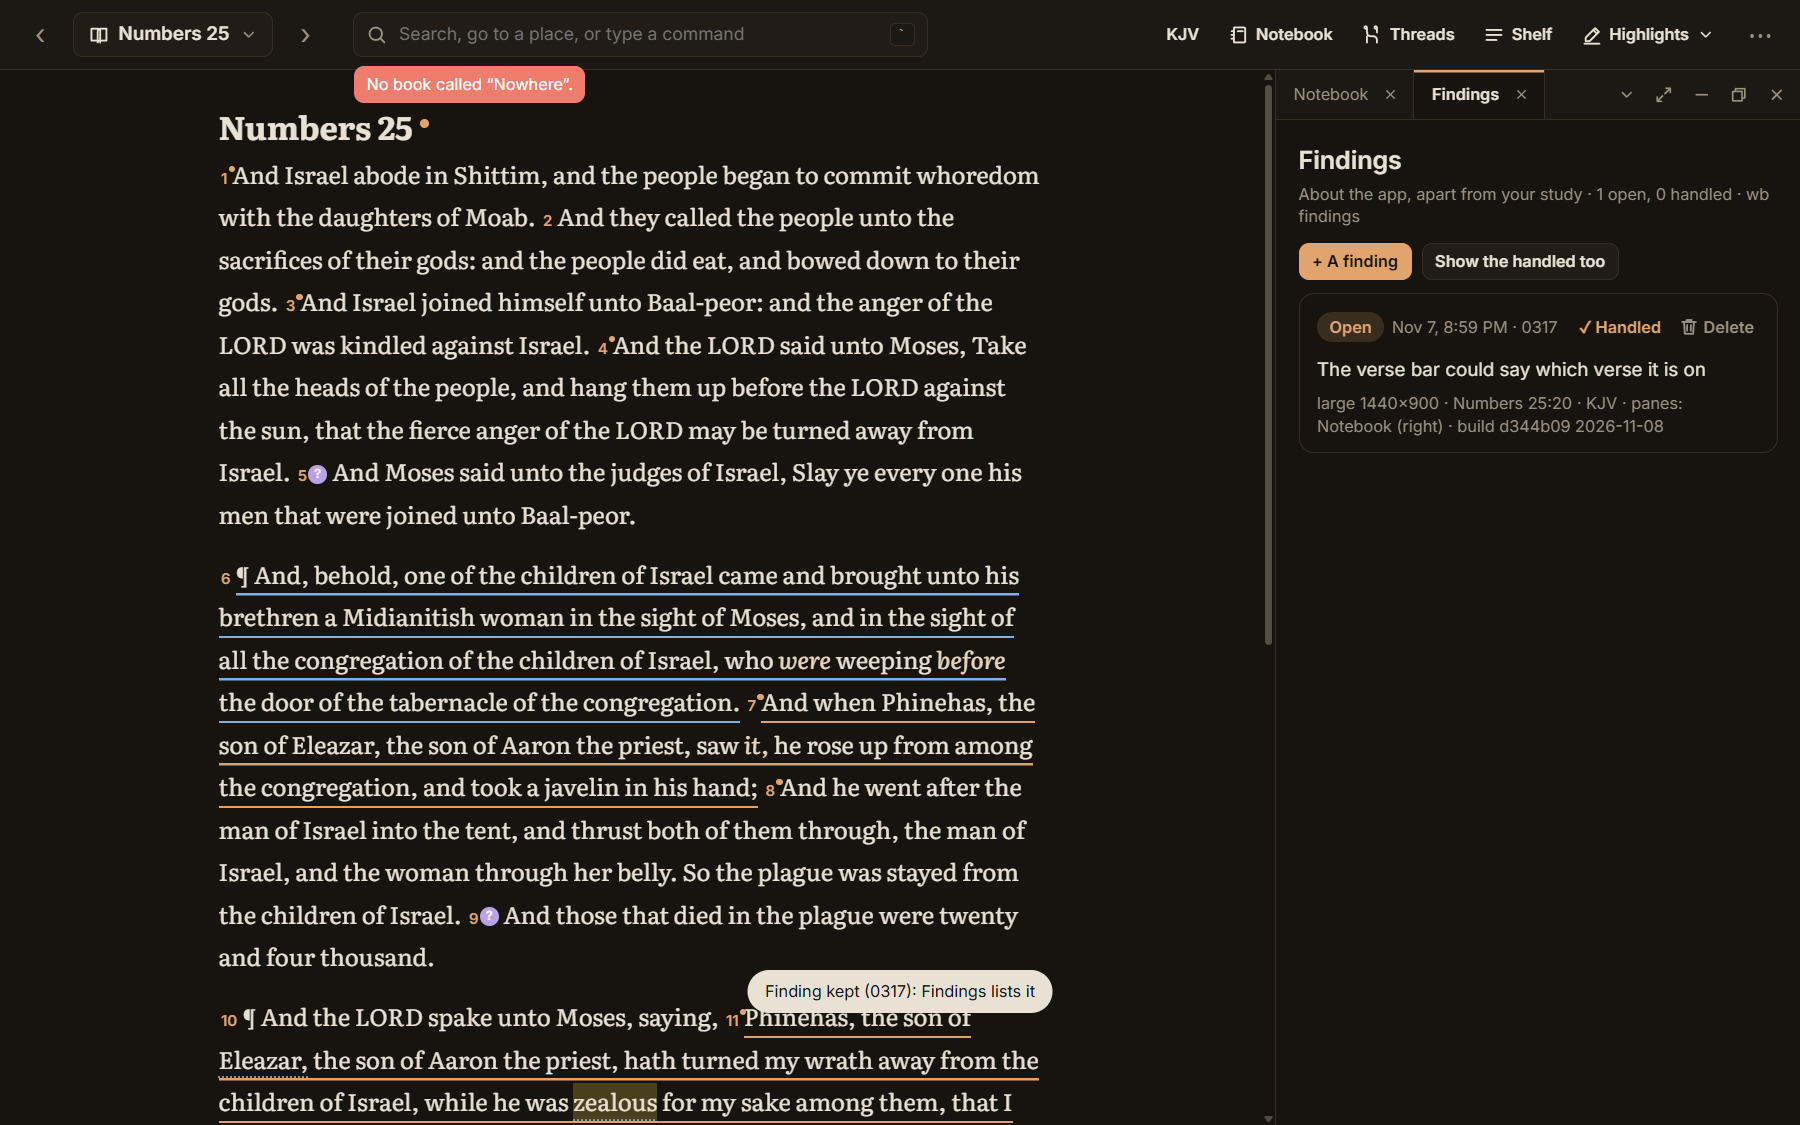 Numbers 25
Search, go to a place, or type a command
`
KJV
Notebook
Threads
Shelf
Highlights
No book called “Nowhere”.
Numbers 25
1 And Israel abode in Shittim, and the people began to commit whoredom
with the daughters of Moab. 2 And they called the people unto the
sacrifices of their gods: and the people did eat, and bowed down to their
gods. 3 And Israel joined himself unto Baal-peor: and the anger of the
LORD was kindled against Israel. 4 And the LORD said unto Moses, Take
all the heads of the people, and hang them up before the LORD against
the sun, that the fierce anger of the LORD may be turned away from
Israel. 5 ? And Moses said unto the judges of Israel, Slay ye every one his
men that were joined unto Baal-peor.
6 ¶ And, behold, one of the children of Israel came and brought unto his
brethren a Midianitish woman in the sight of Moses, and in the sight of
all the congregation of the children of Israel, who were weeping before
the door of the tabernacle of the congregation. 7 And when Phinehas, the
son of Eleazar, the son of Aaron the priest, saw it, he rose up from among
the congregation, and took a javelin in his hand; 8 And he went after the
man of Israel into the tent, and thrust both of them through, the man of
Israel, and the woman through her belly. So the plague was stayed from
the children of Israel. 9 ? And those that died in the plague were twenty
and four thousand.
10 ¶ And the LORD spake unto Moses, saying, 11 Phinehas, the son of
Eleazar, the son of Aaron the priest, hath turned my wrath away from the
children of Israel, while he was zealous for my sake among them, that I
Finding kept (0317): Findings lists it
Notebook
Findings
Findings
About the app, apart from your study · 1 open, 0 handled · wb
findings
+ A finding
Show the handled too
Open Nov 7, 8:59 PM · 0317 ✓ Handled Delete
The verse bar could say which verse it is on
large 1440×900 · Numbers 25:20 · KJV · panes:
Notebook (right) · build d344b09 2026-11-08